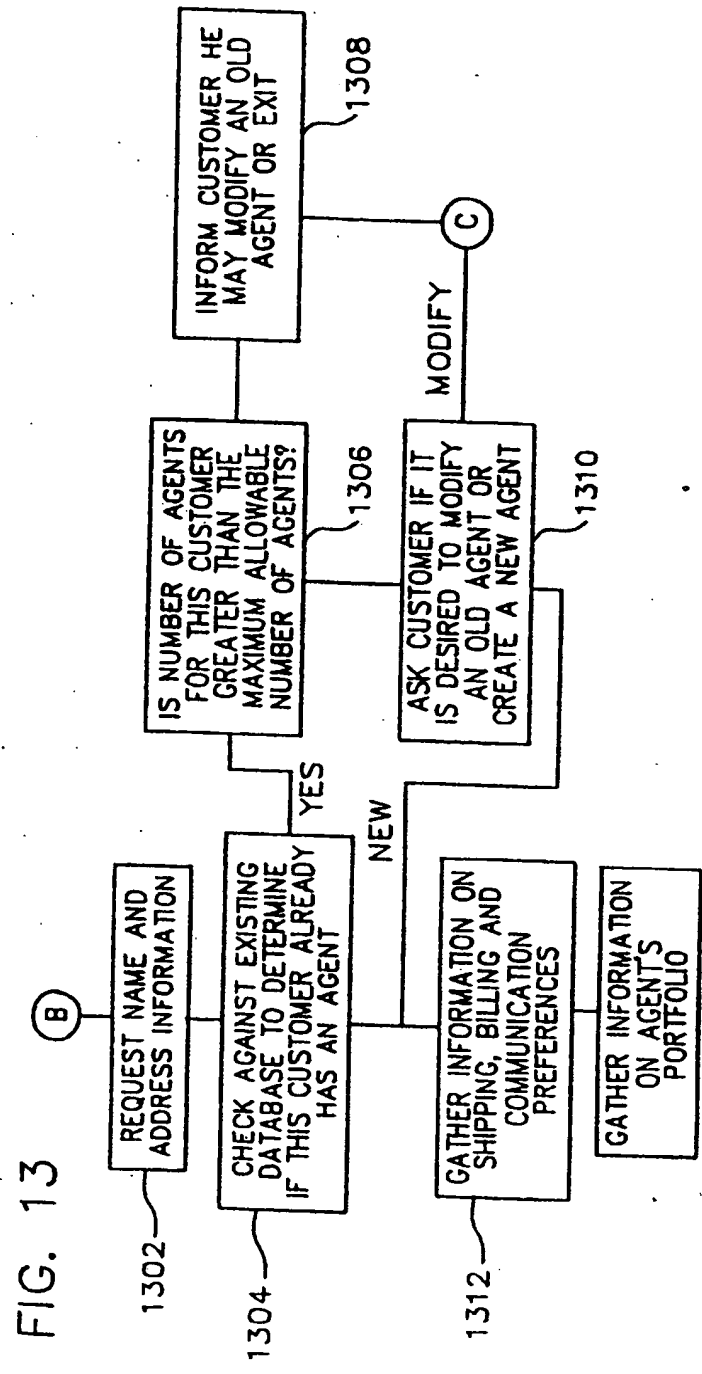 FIG. 13
B
REQUEST NAME AND
ADDRESS INFORMATION
1302
CHECK AGAINST EXISTING
DATABASE TO DETERMINE
IF THIS CUSTOMER ALREADY
HAS AN AGENT
1304
YES
IS NUMBER OF AGENTS
FOR THIS CUSTOMER
GREATER THAN THE
MAXIMUM ALLOWABLE
NUMBER OF AGENTS?
1306
INFORM CUSTOMER HE
MAY MODIFY AN OLD
AGENT OR EXIT
1308
C
MODIFY
ASK CUSTOMER IF IT
IS DESIRED TO MODIFY
AN OLD AGENT OR
CREATE A NEW AGENT
1310
NEW
GATHER INFORMATION ON
SHIPPING, BILLING AND
COMMUNICATION
PREFERENCES
1312
GATHER INFORMATION
ON AGENT'S
PORTFOLIO